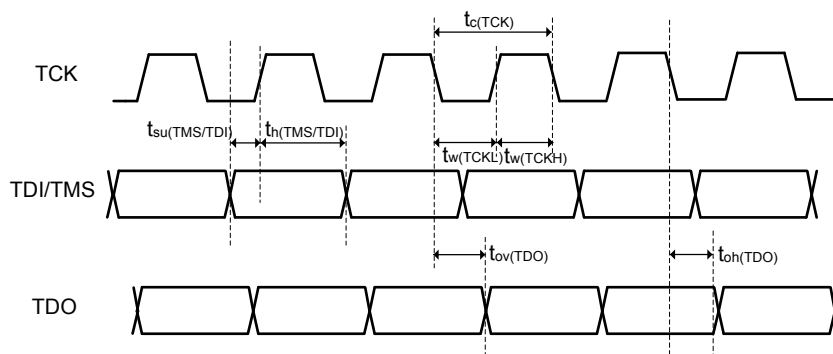 tc(TCK)
TCK
tsu(TMS/TDI) th(TMS/TDI)
tw(TCKL) tw(TCKH)
TDI/TMS
tov(TDO) toh(TDO)
TDO